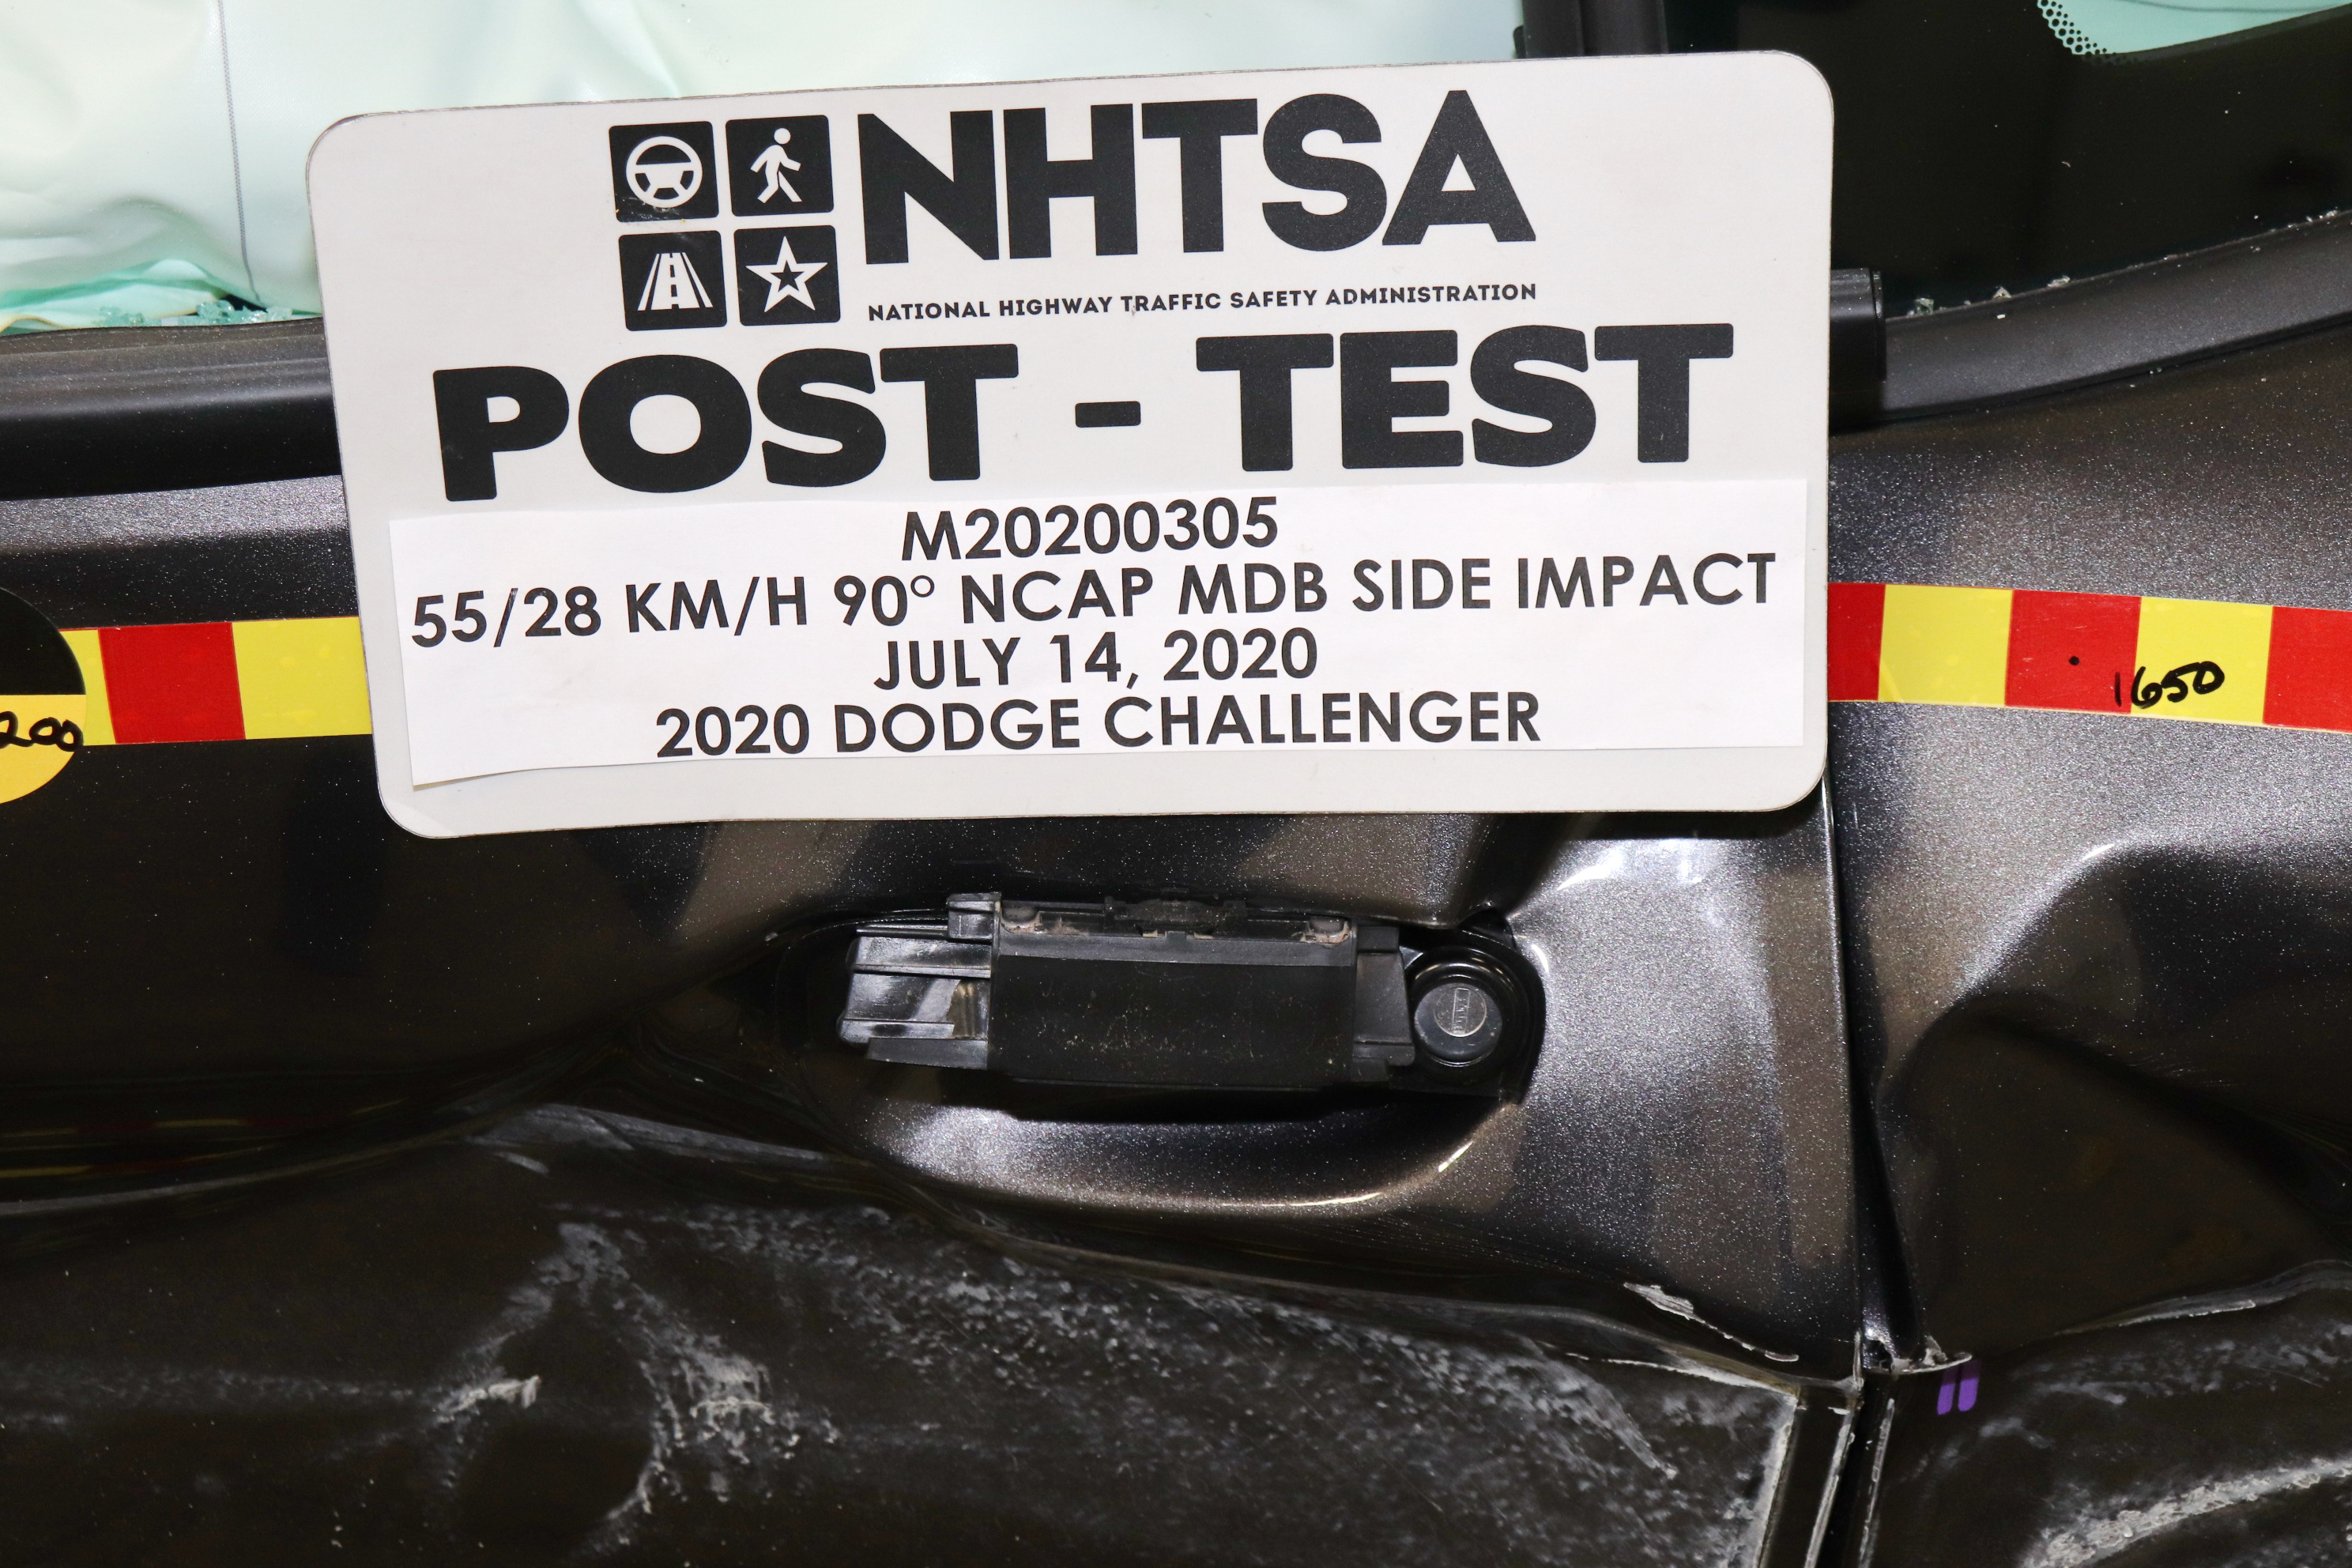 NHTSA
NATIONAL HIGHWAY TRAFFIC SAFETY ADMINISTRATION
POST - TEST
M20200305
55/28 KM/H 90° NCAP MDB SIDE IMPACT
JULY 14, 2020
2020 DODGE CHALLENGER
200
1650